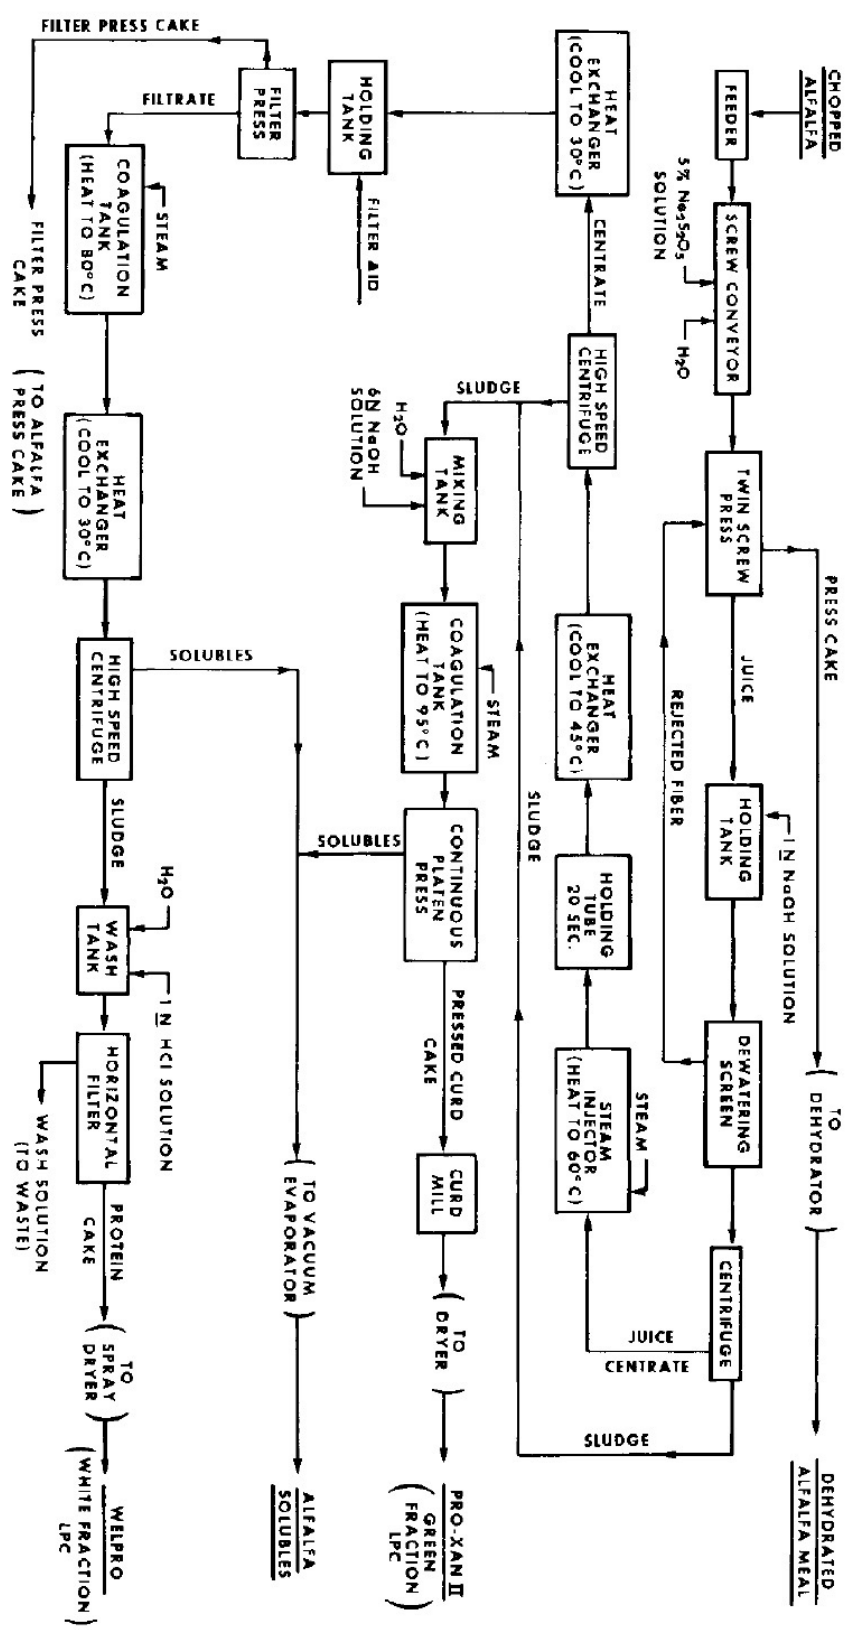 CHOPPED
ALFALFA
FEEDER
5% Na₂S₂O₅
SOLUTION
H₂O
SCREW CONVEYOR
TWIN SCREW
PRESS
PRESS CAKE
( TO
DEHYDRATOR )
DEHYDRATED
ALFALFA MEAL
JUICE
REJECTED FIBER
1N NaOH SOLUTION
HOLDING
TANK
DEWATERING
SCREEN
CENTRIFUGE
JUICE
CENTRATE
SLUDGE
STEAM
STEAM
INJECTOR
(HEAT TO 60°C)
HOLDING
TUBE
20 SEC.
HEAT
EXCHANGER
(COOL TO 45°C)
HIGH SPEED
CENTRIFUGE
CENTRATE
HEAT
EXCHANGER
(COOL TO 30°C)
SLUDGE
SLUDGE
H₂O
6N NaOH
SOLUTION
MIXING
TANK
STEAM
COAGULATION
TANK
(HEAT TO 95°C)
CONTINUOUS
PLATEN
PRESS
SOLUBLES
PRESSED CURD
CAKE
CURD
MILL
( TO
DRYER )
PRO-XAN II
( GREEN
FRACTION
LPC )
HOLDING
TANK
FILTER AID
FILTER
PRESS
FILTER PRESS CAKE
FILTER PRESS
CAKE
( TO ALFALFA
PRESS CAKE )
FILTRATE
STEAM
COAGULATION
TANK
(HEAT TO 80°C)
HEAT
EXCHANGER
(COOL TO 30°C)
HIGH SPEED
CENTRIFUGE
SOLUBLES
( TO VACUUM
EVAPORATOR )
ALFALFA
SOLUBLES
SLUDGE
H₂O
1N HCl SOLUTION
WASH
TANK
HORIZONTAL
FILTER
WASH SOLUTION
(TO WASTE)
PROTEIN
CAKE
( TO
SPRAY
DRYER )
WELPRO
( WHITE FRACTION
LPC )